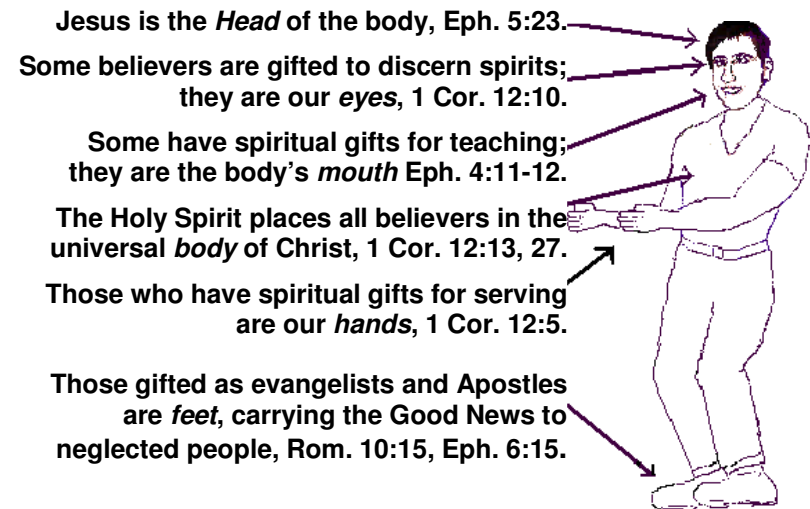 Jesus is the Head of the body, Eph. 5:23.
Some believers are gifted to discern spirits;
they are our eyes, 1 Cor. 12:10.
Some have spiritual gifts for teaching;
they are the body's mouth Eph. 4:11-12.
The Holy Spirit places all believers in the
universal body of Christ, 1 Cor. 12:13, 27.
Those who have spiritual gifts for serving
are our hands, 1 Cor. 12:5.
Those gifted as evangelists and Apostles
are feet, carrying the Good News to
neglected people, Rom. 10:15, Eph. 6:15.